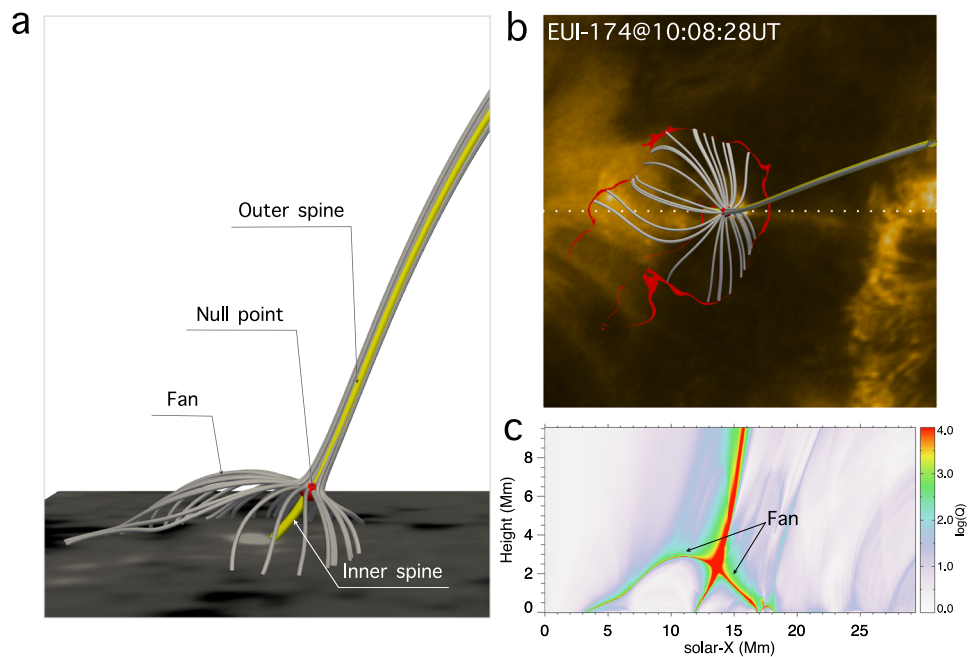 a
Outer spine
Null point
Fan
Inner spine
b
EUI-174@10:08:28UT
c
8
6
4
2
0
Height (Mm)
Fan
0 5 10 15 20 25
solar-X (Mm)
4.0
3.0
2.0
1.0
0.0
log(Q)